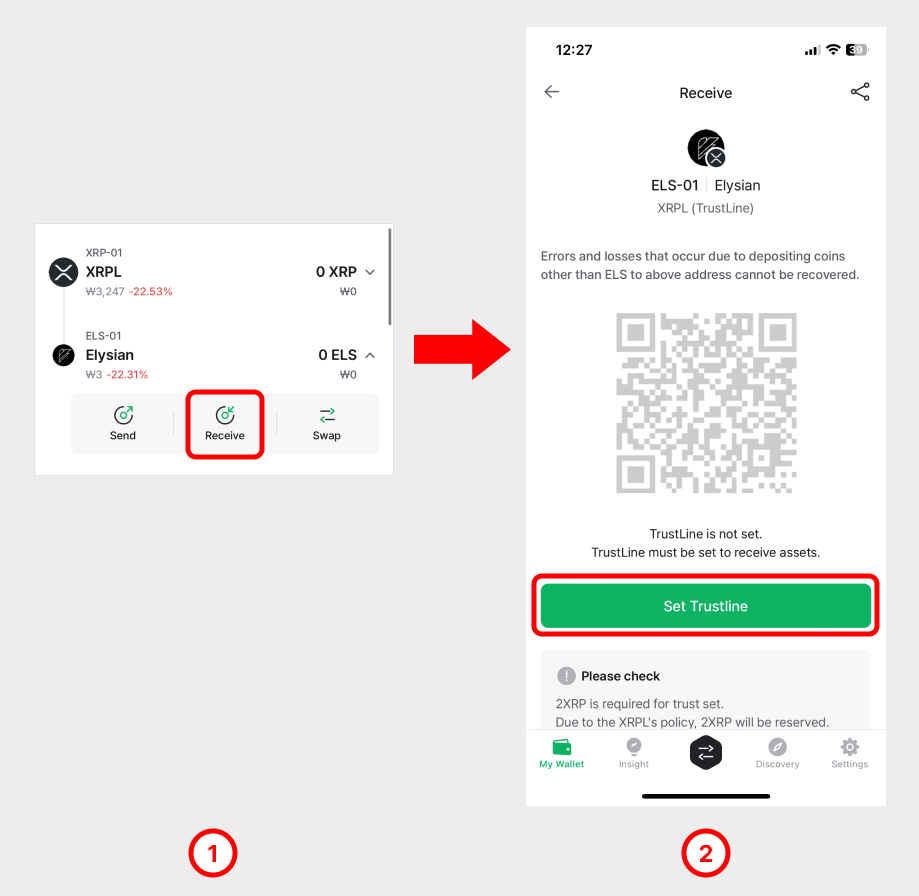 XRP-01
XRPL 0 XRP
₩3,247 -22.53% ₩0
ELS-01
Elysian 0 ELS
₩3 -22.31% ₩0
Send Receive Swap
1
12:27 39
Receive
ELS-01 Elysian
XRPL (TrustLine)
Errors and losses that occur due to depositing coins
other than ELS to above address cannot be recovered.
TrustLine is not set.
TrustLine must be set to receive assets.
Set Trustline
! Please check
2XRP is required for trust set.
Due to the XRPL's policy, 2XRP will be reserved.
My Wallet Insight Discovery Settings
2